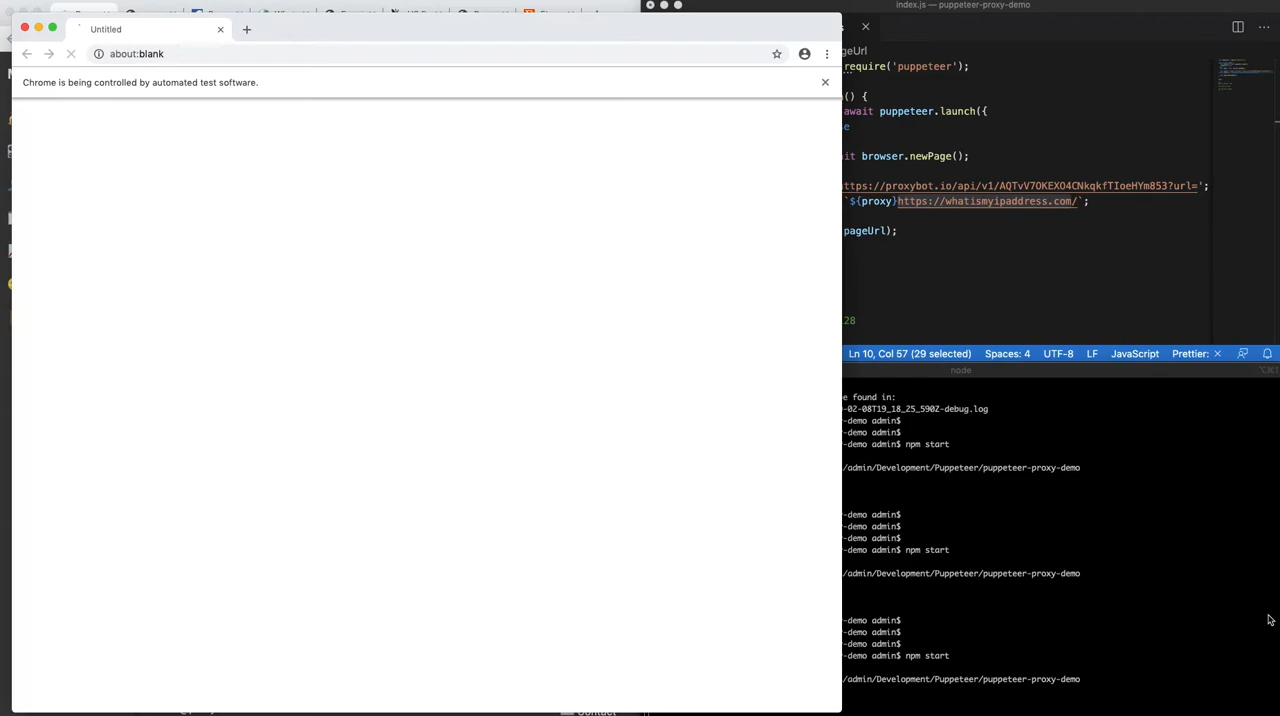 Untitled
about:blank
Chrome is being controlled by automated test software.
index.js — puppeteer-proxy-demo
ageUrl
require('puppeteer');
() {
await puppeteer.launch({
e
it browser.newPage();
https://proxybot.io/api/v1/AQTvV7OKEXO4CNkqkfTIoeHYm853?url=';
`${proxy}https://whatismyipaddress.com/`;
pageUrl);
128
Ln 10, Col 57 (29 selected)
Spaces: 4
UTF-8
LF
JavaScript
Prettier: ×
node
e found in:
0-02-08T19_18_25_590Z-debug.log
-demo admin$
-demo admin$
-demo admin$ npm start
/admin/Development/Puppeteer/puppeteer-proxy-demo
-demo admin$
-demo admin$
-demo admin$
-demo admin$ npm start
/admin/Development/Puppeteer/puppeteer-proxy-demo
-demo admin$
-demo admin$
-demo admin$
-demo admin$ npm start
/admin/Development/Puppeteer/puppeteer-proxy-demo
Contact